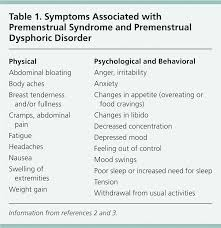 Table 1. Symptoms Associated with
Premenstrual Syndrome and Premenstrual
Dysphoric Disorder
Physical
Abdominal bloating
Body aches
Breast tenderness
and/or fullness
Cramps, abdominal
pain
Fatigue
Headaches
Nausea
Swelling of
extremities
Weight gain
Psychological and Behavioral
Anger, irritability
Anxiety
Changes in appetite (overeating or
food cravings)
Changes in libido
Decreased concentration
Depressed mood
Feeling out of control
Mood swings
Poor sleep or increased need for sleep
Tension
Withdrawal from usual activities
Information from references 2 and 3.